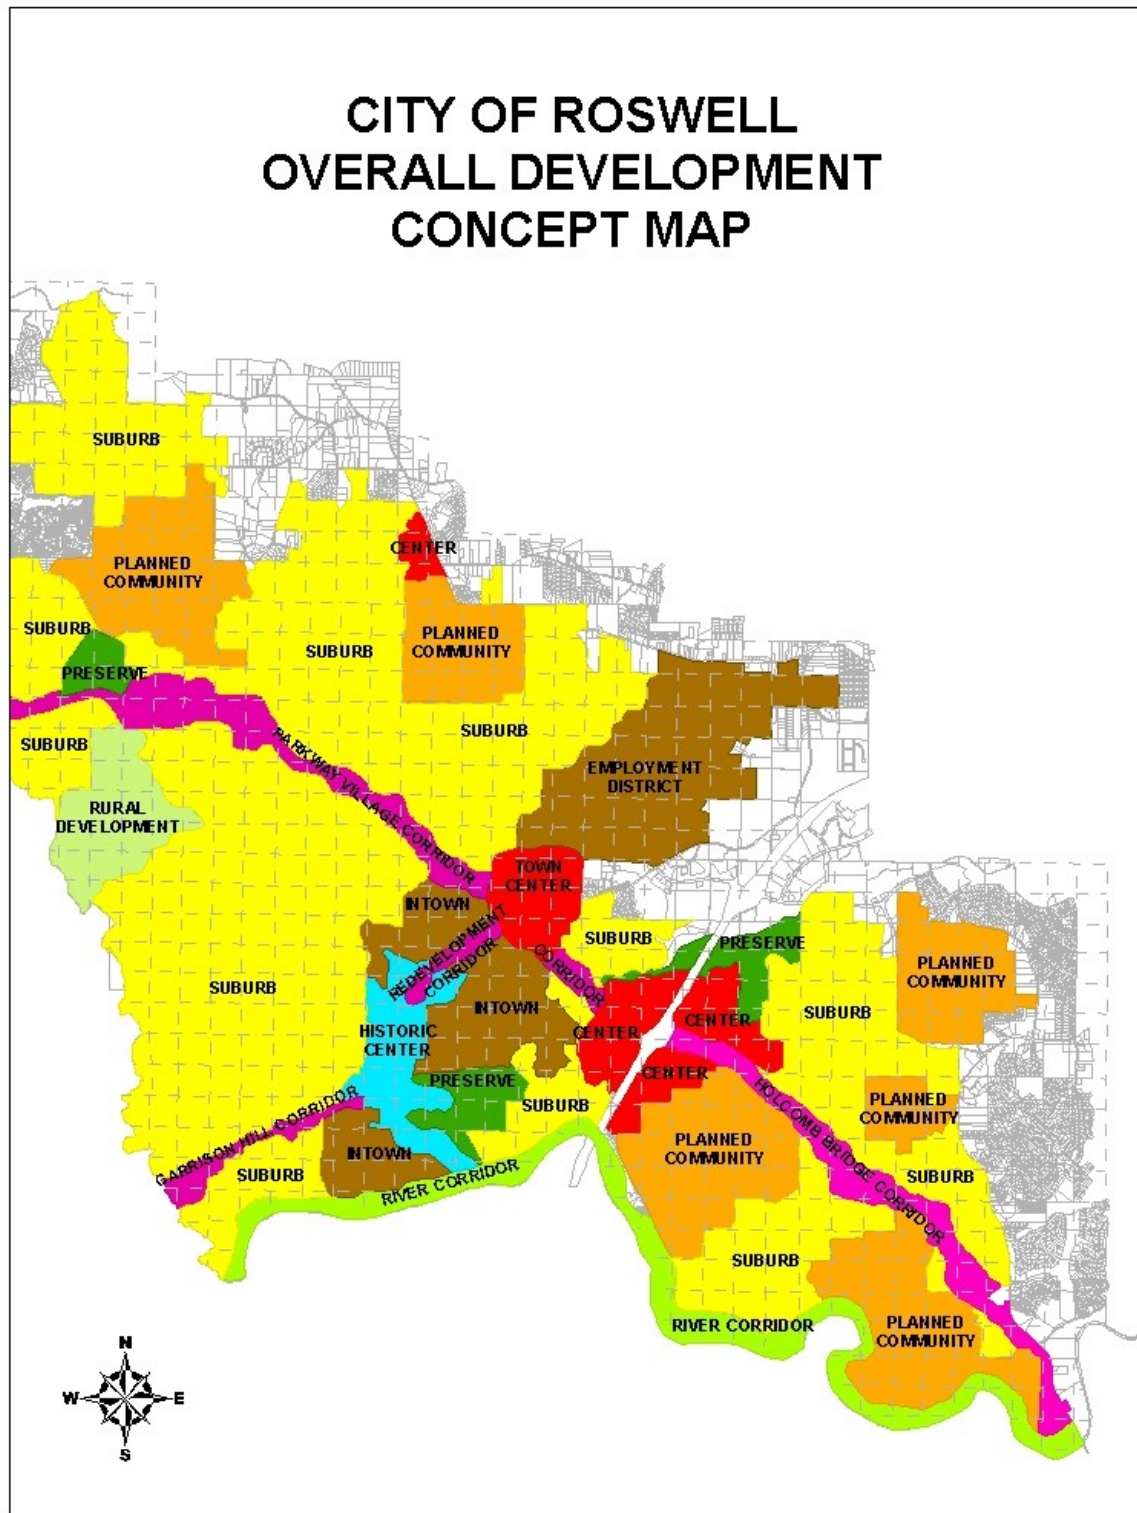 CITY OF ROSWELL
OVERALL DEVELOPMENT
CONCEPT MAP
SUBURB
CENTER
PLANNED
COMMUNITY
SUBURB
PLANNED
COMMUNITY
SUBURB
PRESERVE
SUBURB
SUBURB
PARKWAY VILLAGE CORRIDOR
EMPLOYMENT
DISTRICT
RURAL
DEVELOPMENT
TOWN
CENTER
INTOWN
REDEVELOPMENT
CORRIDOR
CORRIDOR
SUBURB
PRESERVE
PLANNED
COMMUNITY
SUBURB
INTOWN
SUBURB
HISTORIC
CENTER
CENTER
CENTER
CENTER
PRESERVE
SUBURB
HOLCOMB BRIDGE CORRIDOR
PLANNED
COMMUNITY
GARRISON HILL CORRIDOR
INTOWN
PLANNED
COMMUNITY
SUBURB
SUBURB
RIVER CORRIDOR
SUBURB
RIVER CORRIDOR
PLANNED
COMMUNITY
N
W E
S